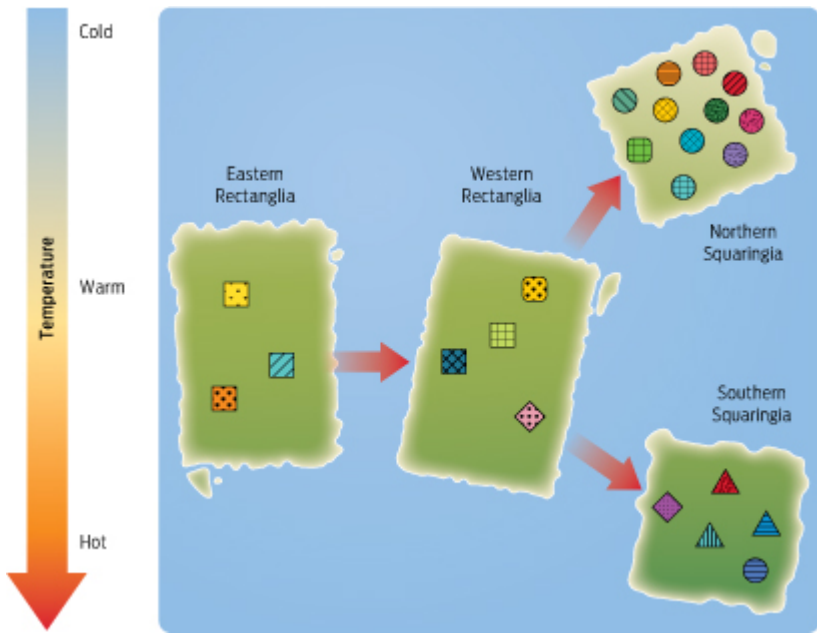 Cold
Warm
Hot
Temperature
Eastern
Rectanglia
Western
Rectanglia
Northern
Squaringia
Southern
Squaringia